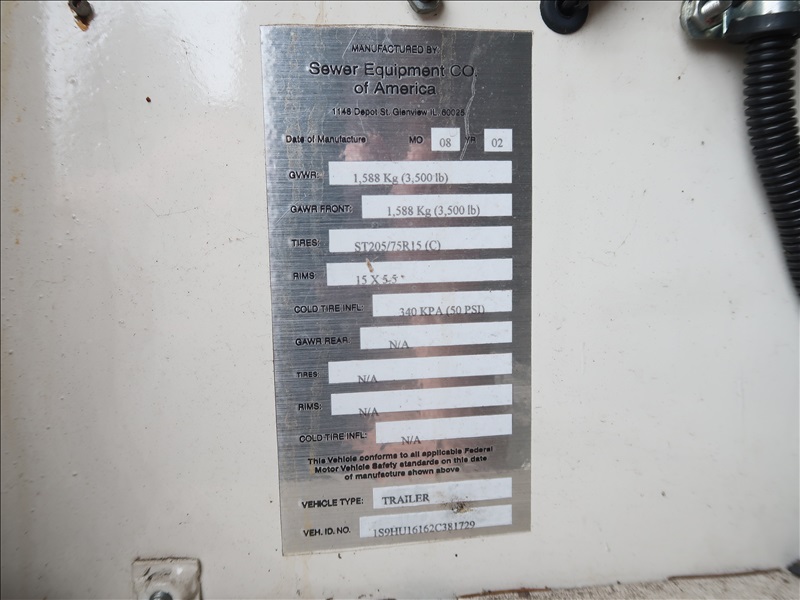 MANUFACTURED BY
Sewer Equipment CO.
of America
1148 Depot St. Glenview IL 60025
Date of Manufacture MO 08 YR 02
GVWR: 1,588 Kg (3,500 lb)
GAWR FRONT: 1,588 Kg (3,500 lb)
TIRES: ST205/75R15 (C)
RIMS: 15 X 5-5 "
COLD TIRE INFL: 340 KPA (50 PSI)
GAWR REAR: N/A
TIRES: N/A
RIMS: N/A
COLD TIRE INFL: N/A
This Vehicle conforms to all applicable Federal
Motor Vehicle Safety standards on this date
of manufacture shown above
VEHICLE TYPE: TRAILER
VEH. ID. NO. 1S9HU16162C381729